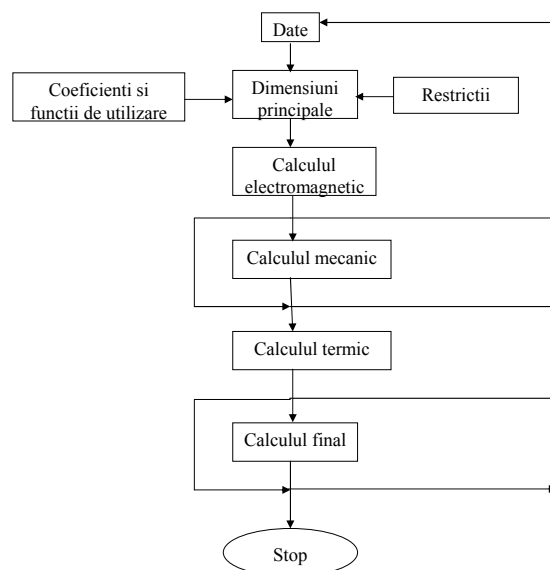 Date
Coeficienti si
functii de utilizare
Dimensiuni
principale
Restrictii
Calculul
electromagnetic
Calculul mecanic
Calculul termic
Calculul final
Stop